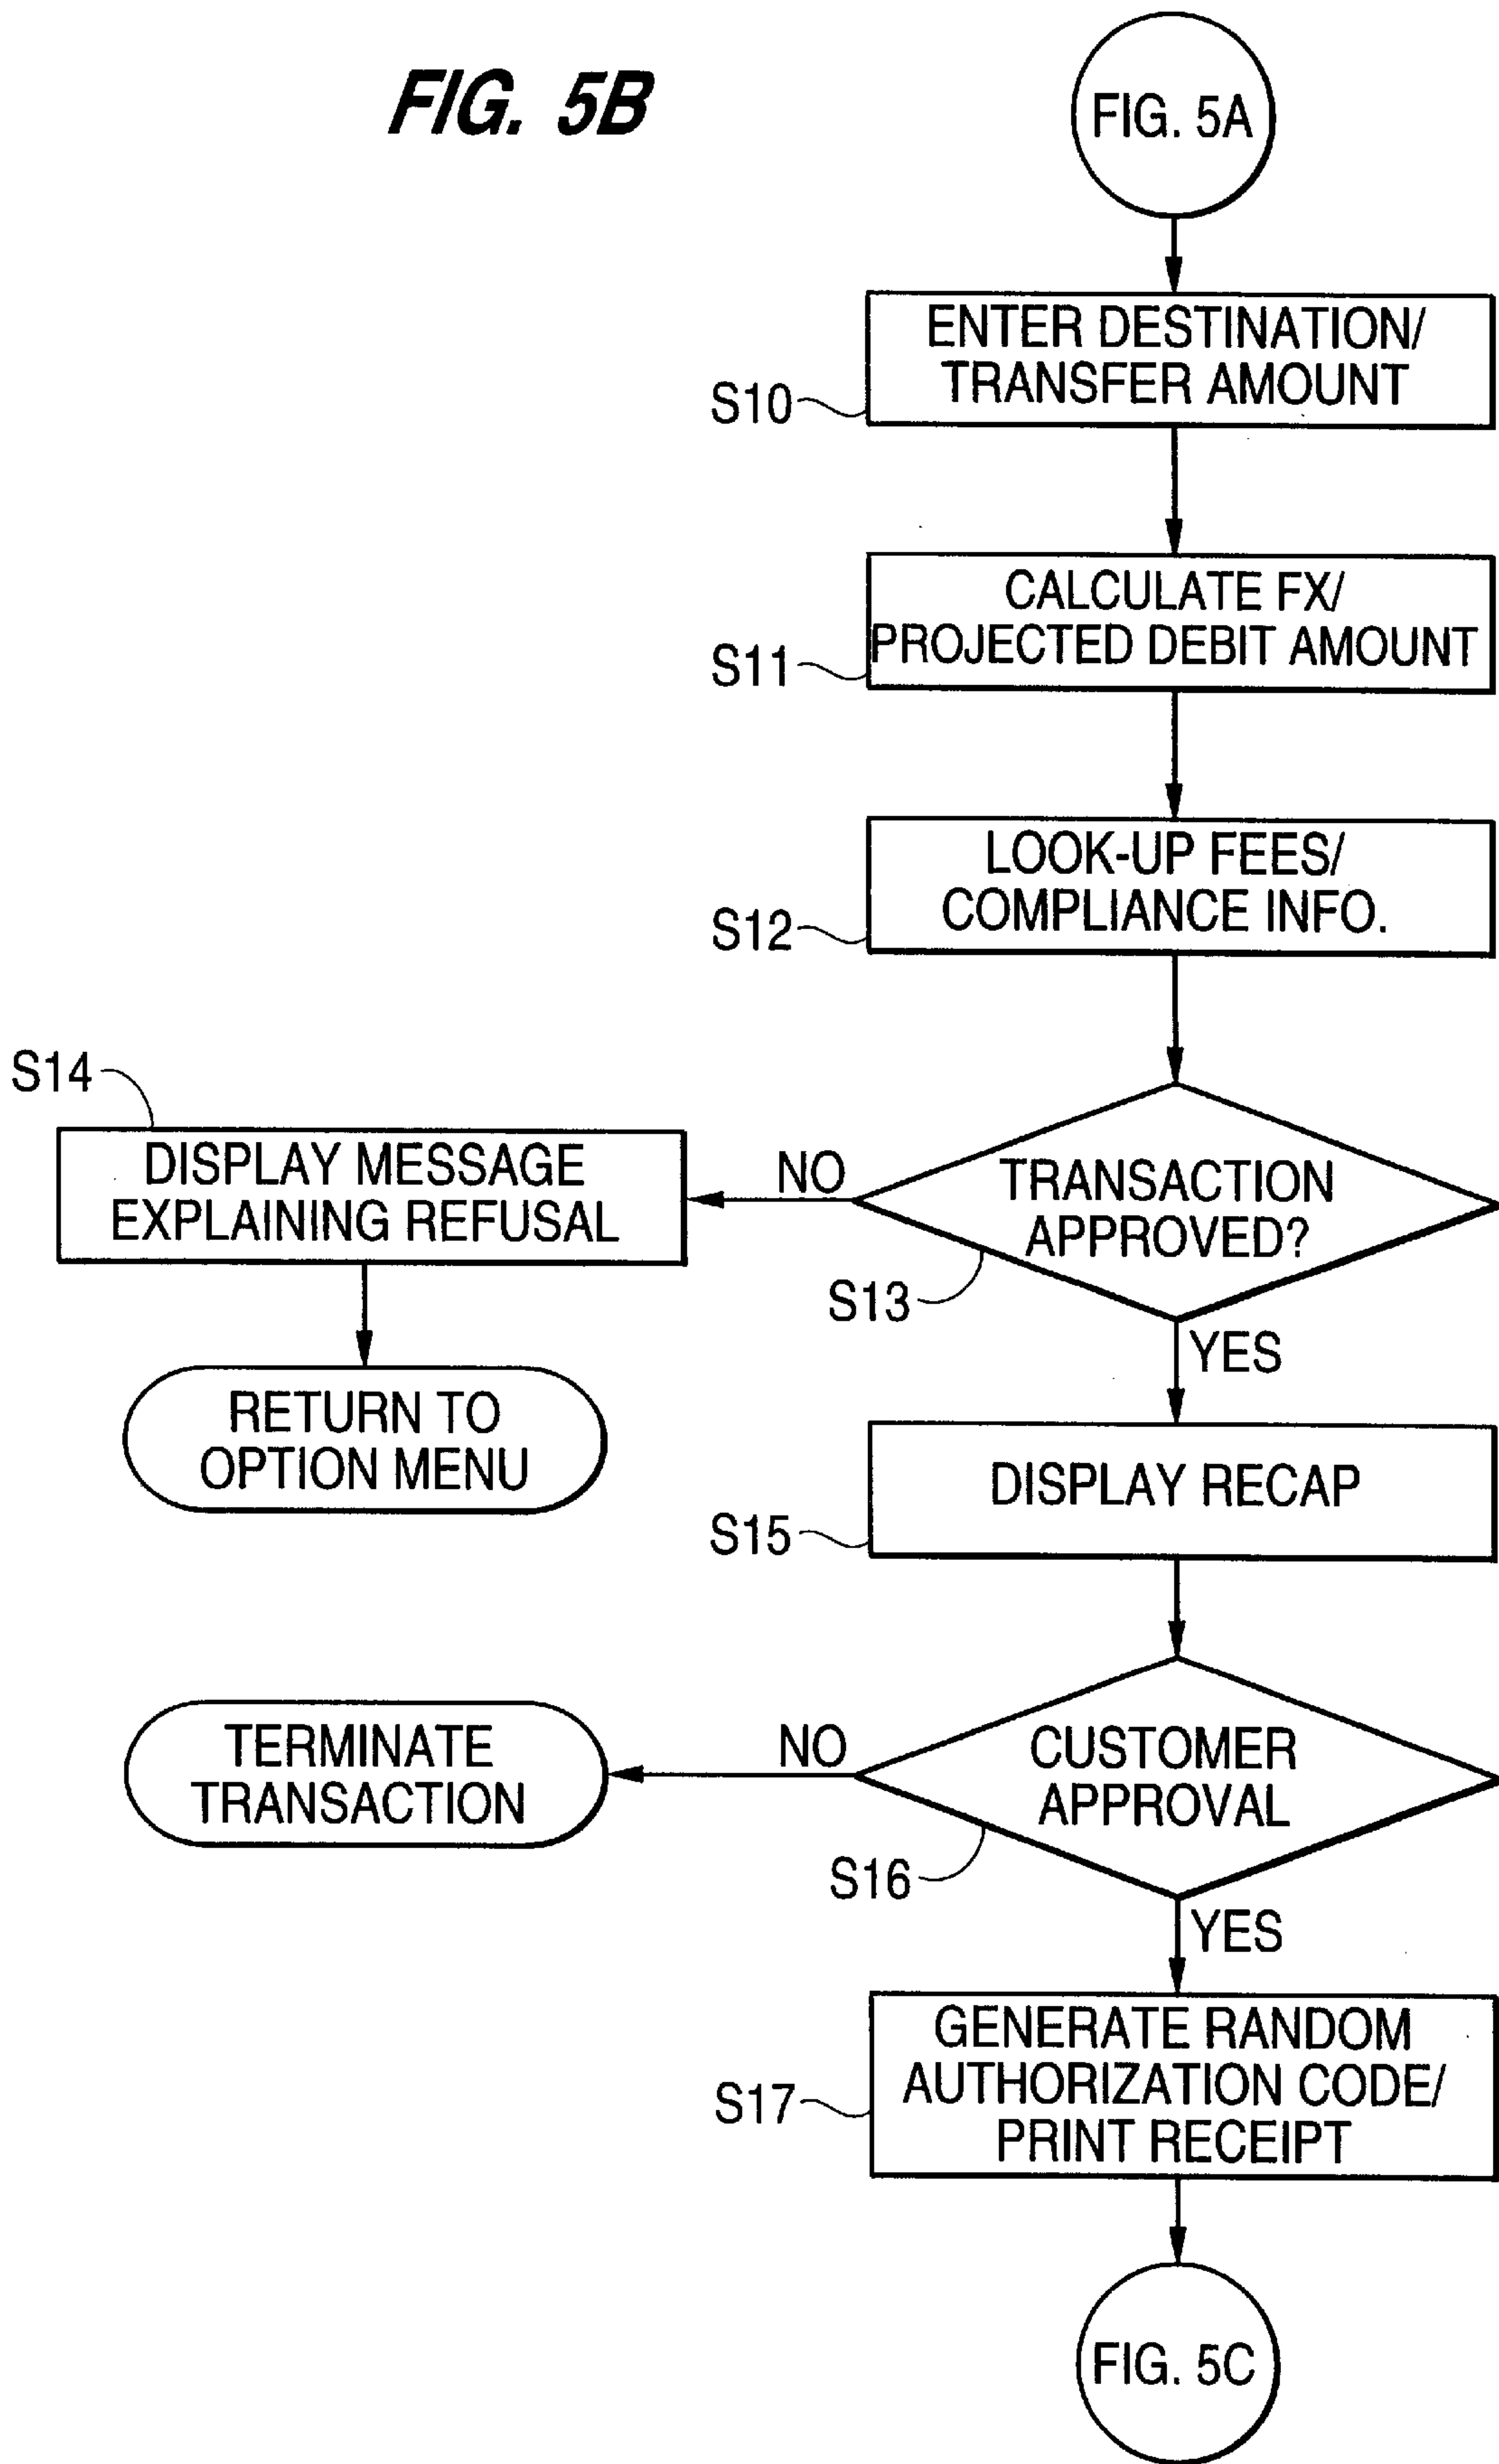 FIG. 5B
FIG. 5A
ENTER DESTINATION/
TRANSFER AMOUNT
S10
CALCULATE FX/
PROJECTED DEBIT AMOUNT
S11
LOOK-UP FEES/
COMPLIANCE INFO.
S12
S14
DISPLAY MESSAGE
EXPLAINING REFUSAL
NO
TRANSACTION
APPROVED?
S13
YES
RETURN TO
OPTION MENU
DISPLAY RECAP
S15
TERMINATE
TRANSACTION
NO
CUSTOMER
APPROVAL
S16
YES
GENERATE RANDOM
AUTHORIZATION CODE/
PRINT RECEIPT
S17
FIG. 5C